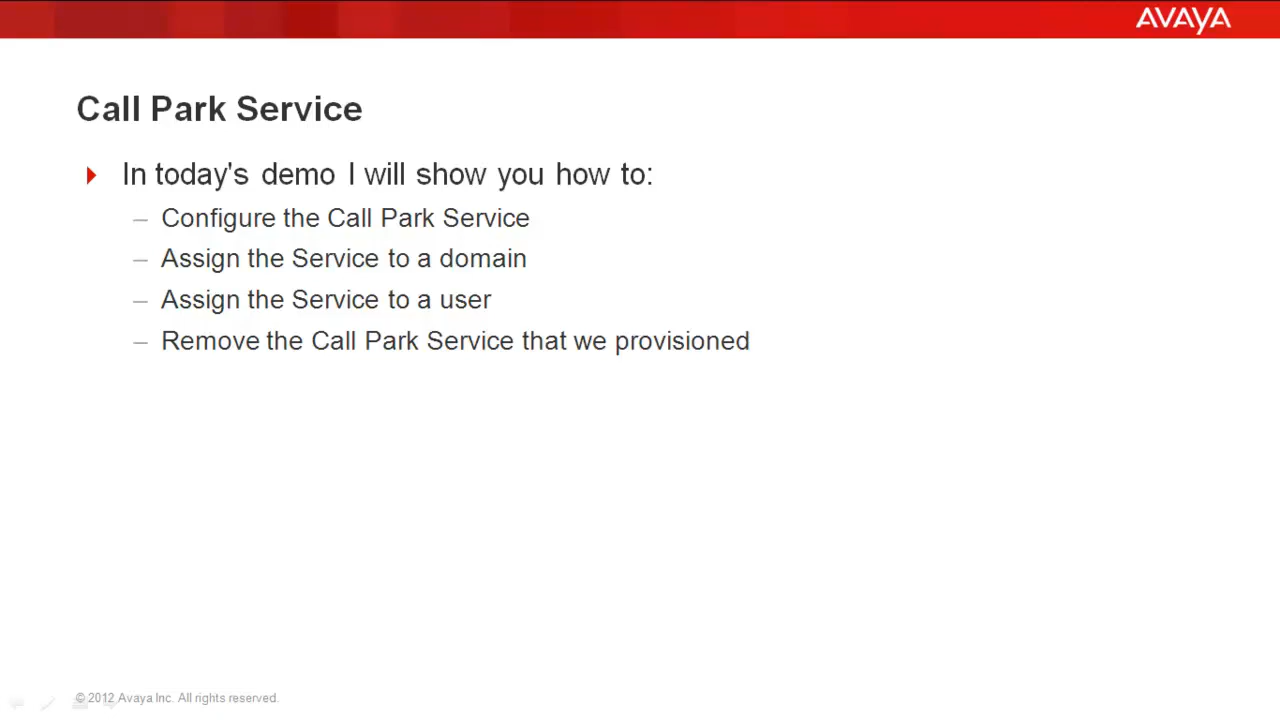 AVAYA
Call Park Service
In today's demo I will show you how to:
– Configure the Call Park Service
– Assign the Service to a domain
– Assign the Service to a user
– Remove the Call Park Service that we provisioned
© 2012 Avaya Inc. All rights reserved.